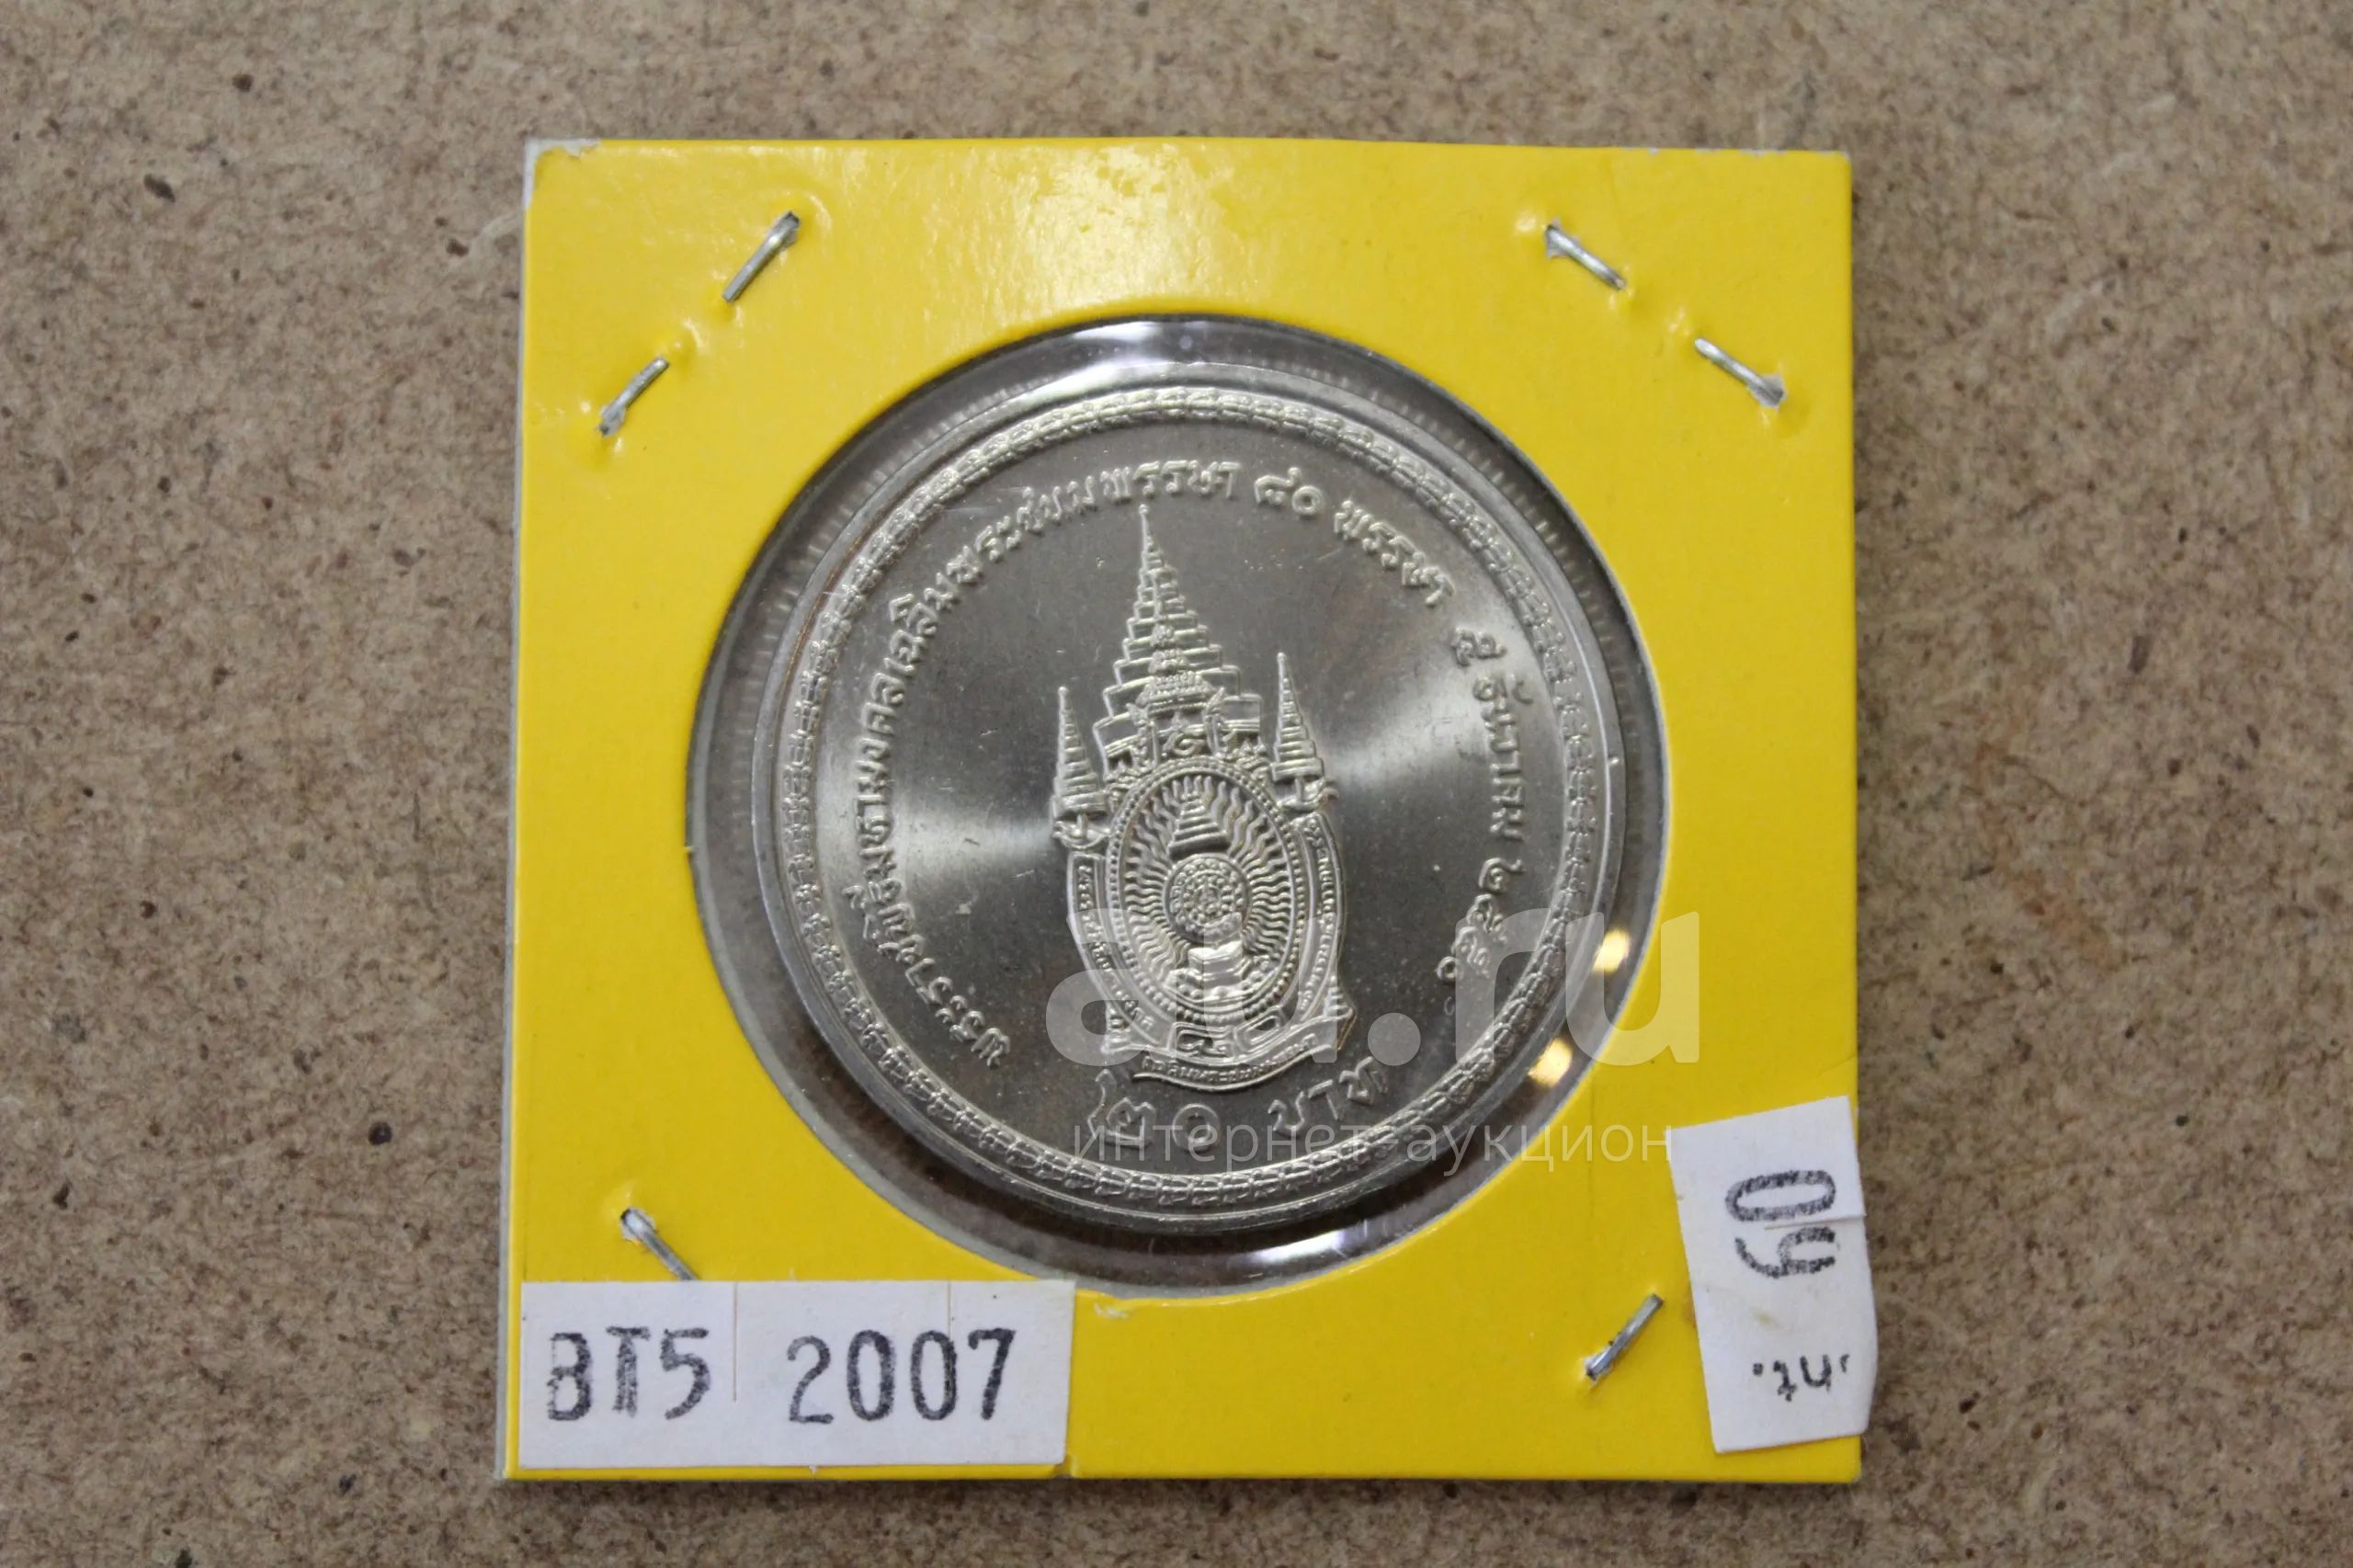 พระราชพิธีมหามงคลเฉลิมพระชนมพรรษา ๘๐ พรรษา ๕ ธันวาคม ๒๕๕๐
๒๐ บาท
au.ru
интернет-аукцион
BT5 2007
60